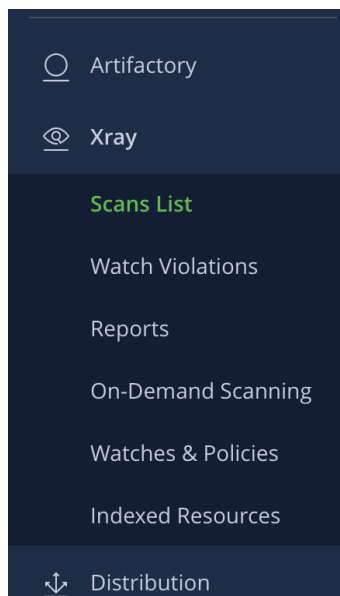 Artifactory
Xray
Scans List
Watch Violations
Reports
On-Demand Scanning
Watches & Policies
Indexed Resources
Distribution